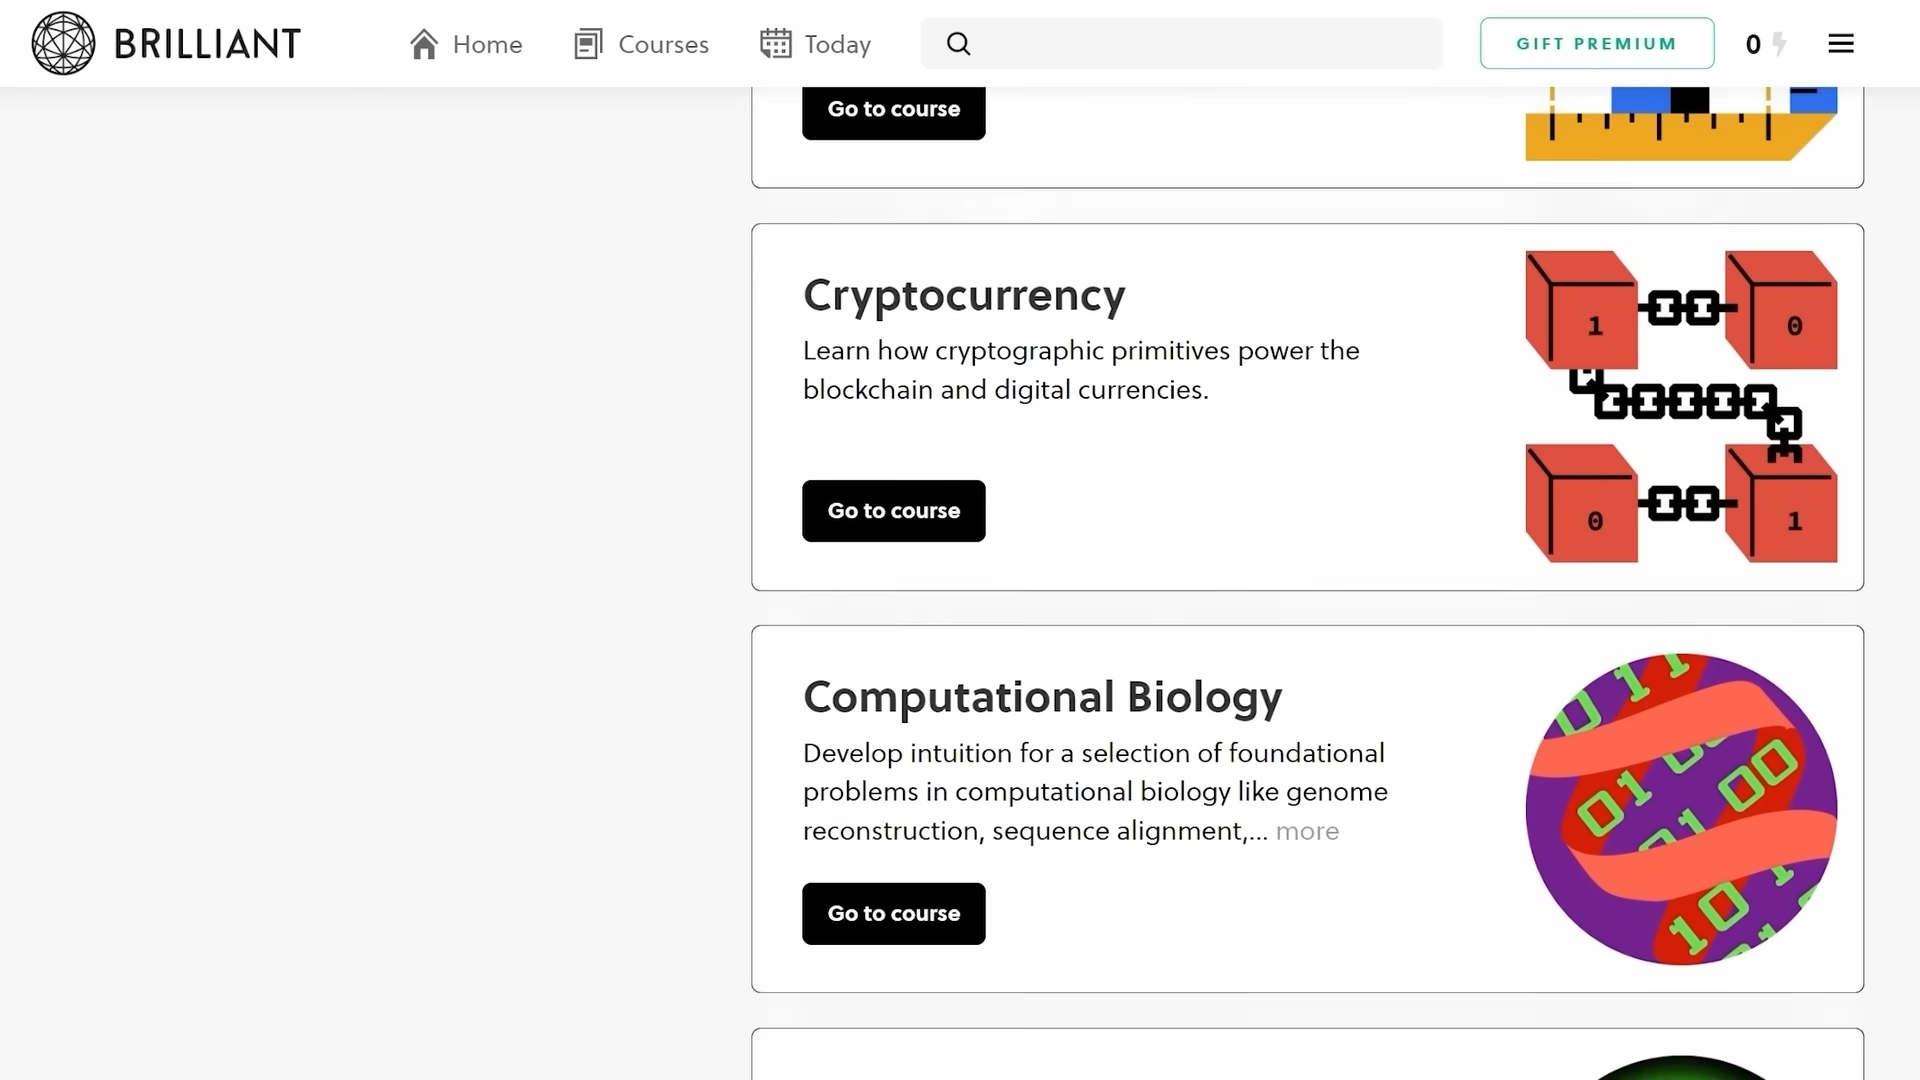 BRILLIANT Home Courses Today GIFT PREMIUM 0
Go to course
Cryptocurrency
Learn how cryptographic primitives power the
blockchain and digital currencies.
Go to course
1 0
0 1
Computational Biology
Develop intuition for a selection of foundational
problems in computational biology like genome
reconstruction, sequence alignment,... more
Go to course